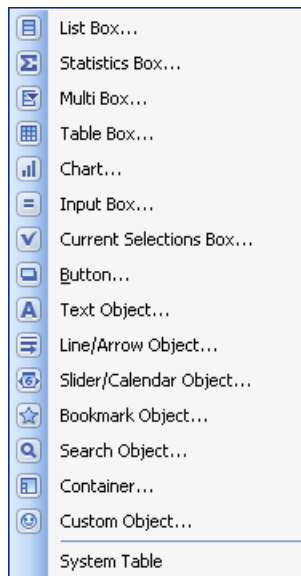 List Box...
Statistics Box...
Multi Box...
Table Box...
Chart...
Input Box...
Current Selections Box...
Button...
Text Object...
Line/Arrow Object...
Slider/Calendar Object...
Bookmark Object...
Search Object...
Container...
Custom Object...
System Table